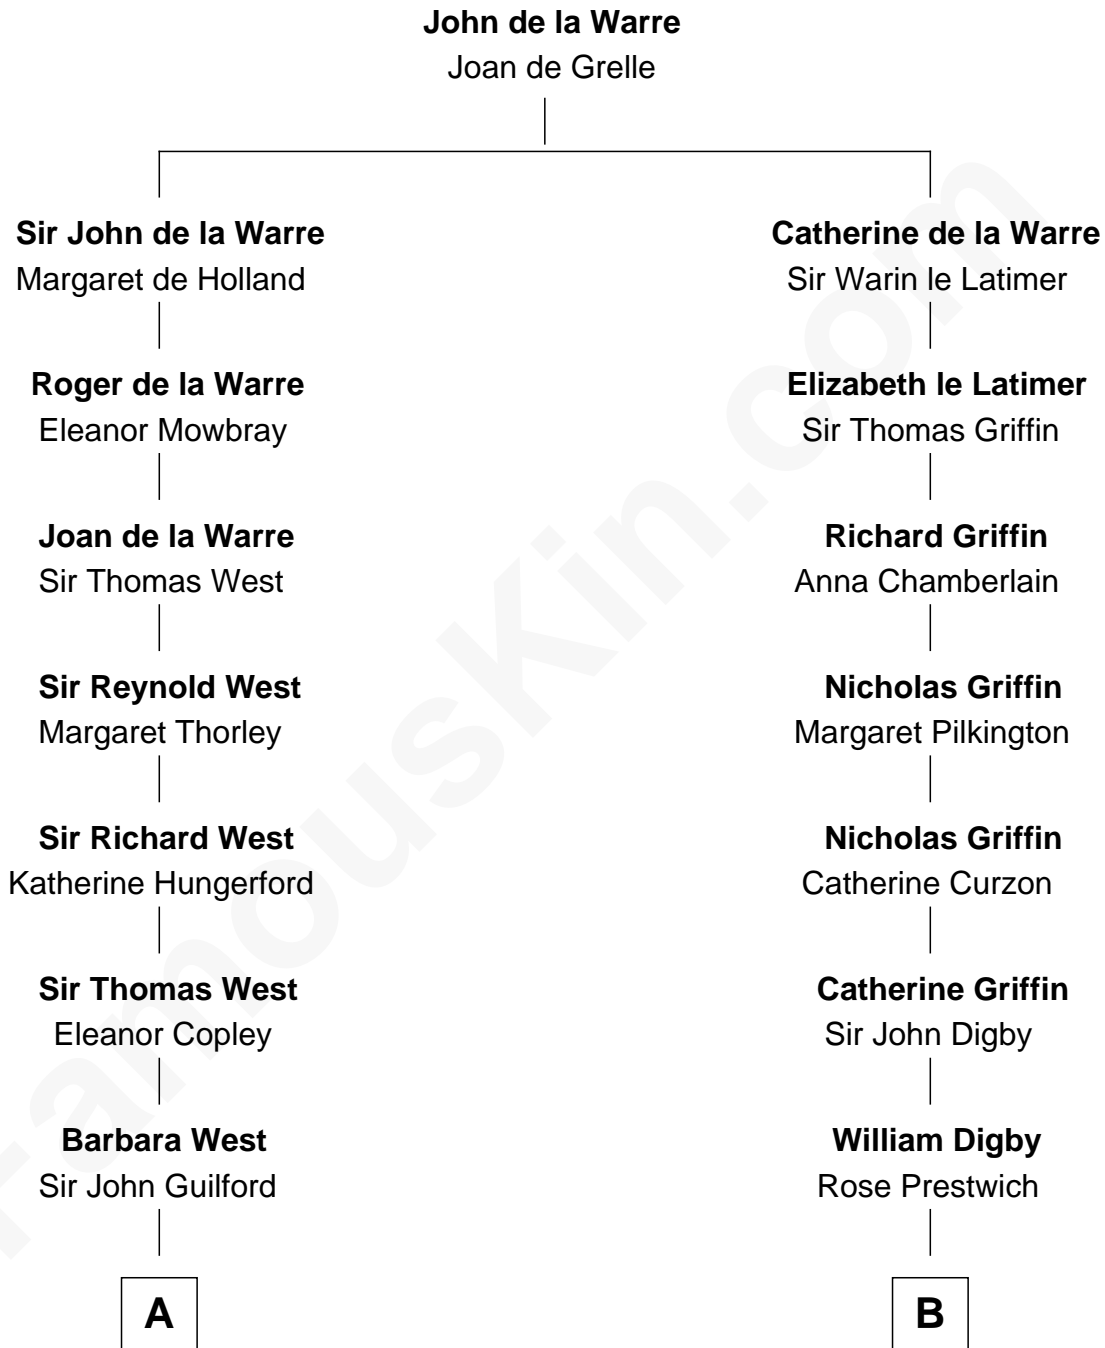 John de la Warre
Joan de Grelle
Sir John de la Warre
Margaret de Holland
Roger de la Warre
Eleanor Mowbray
Joan de la Warre
Sir Thomas West
Sir Reynold West
Margaret Thorley
Sir Richard West
Katherine Hungerford
Sir Thomas West
Eleanor Copley
Barbara West
Sir John Guilford
A
Catherine de la Warre
Sir Warin le Latimer
Elizabeth le Latimer
Sir Thomas Griffin
Richard Griffin
Anna Chamberlain
Nicholas Griffin
Margaret Pilkington
Nicholas Griffin
Catherine Curzon
Catherine Griffin
Sir John Digby
William Digby
Rose Prestwich
B
FamousKin.com